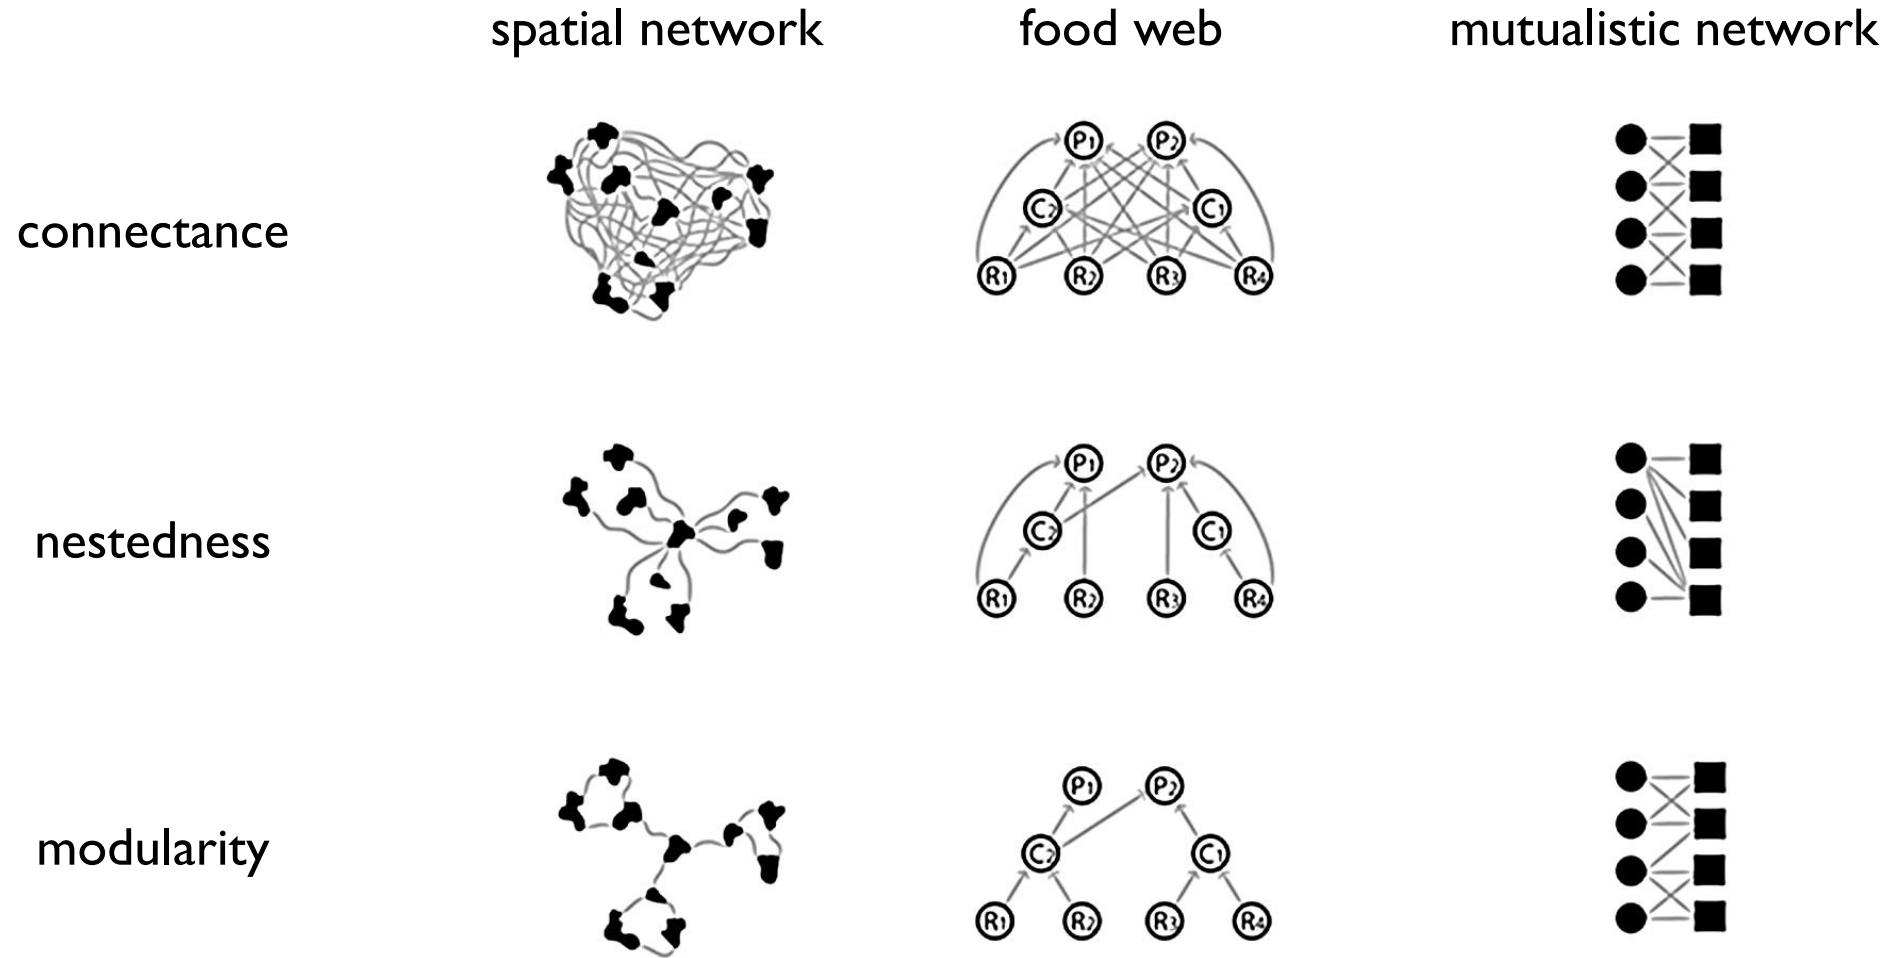 spatial network food web mutualistic network
connectance
P1 P2
C2 C1
R1 R2 R3 R4
nestedness
P1 P2
C2 C1
R1 R2 R3 R4
modularity
P1 P2
C2 C1
R1 R2 R3 R4